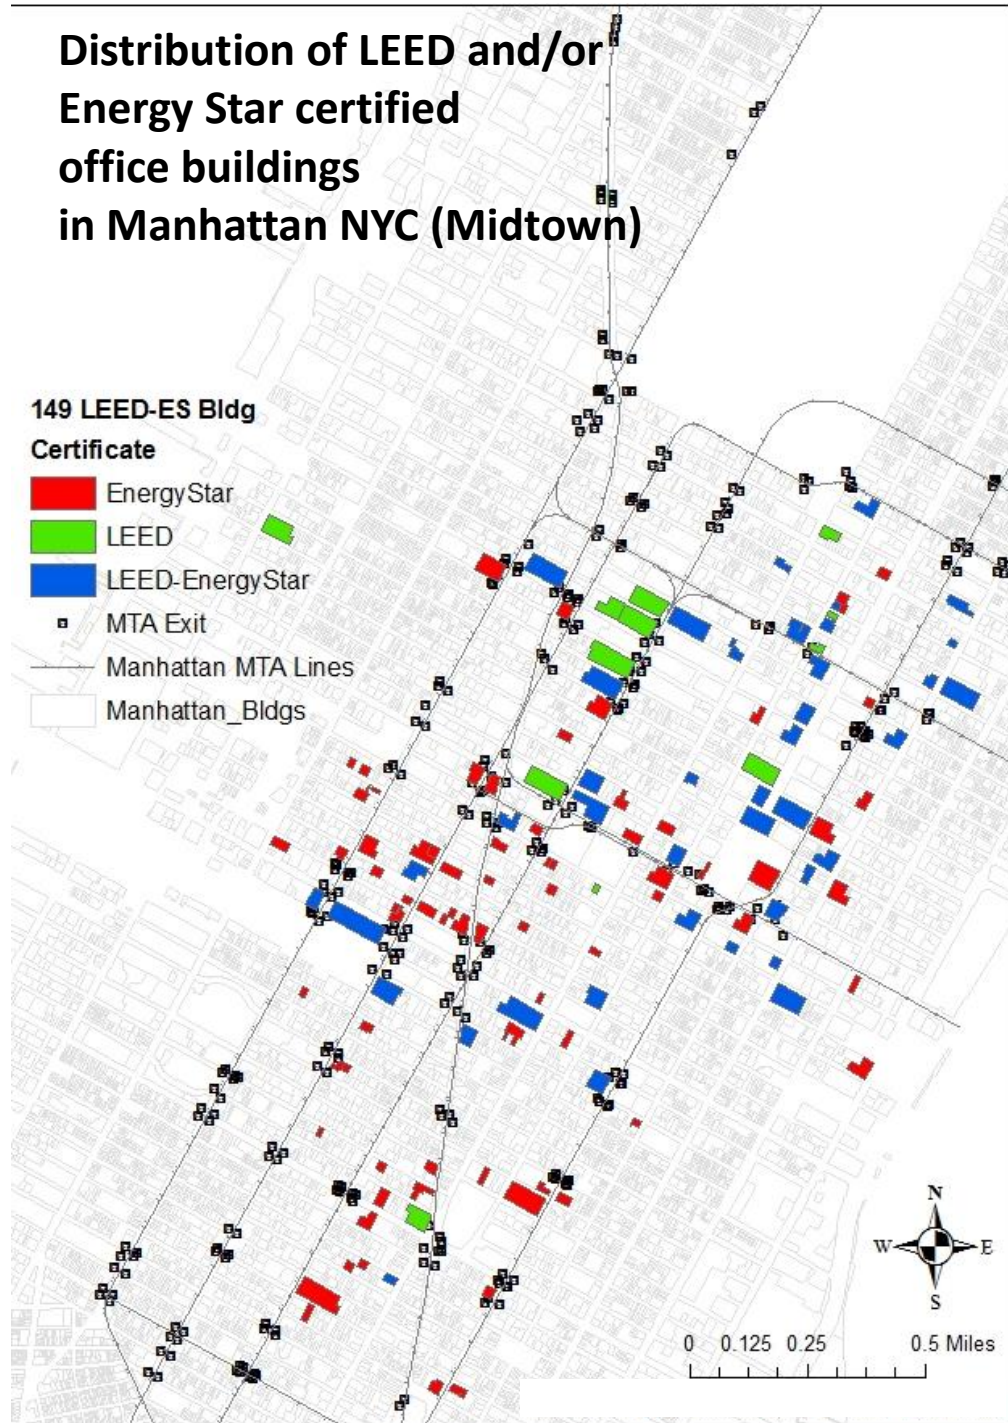 Distribution of LEED and/or
Energy Star certified
office buildings
in Manhattan NYC (Midtown)
149 LEED-ES Bldg
Certificate
EnergyStar
LEED
LEED-EnergyStar
MTA Exit
Manhattan MTA Lines
Manhattan_Bldgs
N
W E
S
0 0.125 0.25 0.5 Miles